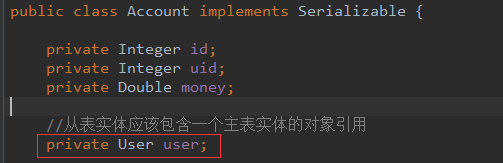 public class Account implements Serializable {
private Integer id;
private Integer uid;
private Double money;
//从表实体应该包含一个主表实体的对象引用
private User user;